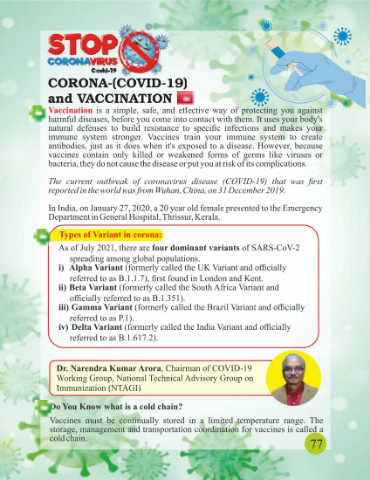 STOP
CORONAVIRUS
Covid-19
CORONA-(COVID-19)
and VACCINATION
Vaccination is a simple, safe, and effective way of protecting you against
harmful diseases, before you come into contact with them. It uses your body's
natural defenses to build resistance to specific infections and makes your
immune system stronger. Vaccines train your immune system to create
antibodies, just as it does when it's exposed to a disease. However, because
vaccines contain only killed or weakened forms of germs like viruses or
bacteria, they do not cause the disease or put you at risk of its complications.
The current outbreak of coronavirus disease (COVID-19) that was first
reported in the world was from Wuhan, China, on 31 December 2019.
In India, on January 27, 2020, a 20 year old female presented to the Emergency
Department in General Hospital, Thrissur, Kerala.
Types of Variant in corona:
As of July 2021, there are four dominant variants of SARS-CoV-2
spreading among global populations.
i) Alpha Variant (formerly called the UK Variant and officially
referred to as B.1.1.7), first found in London and Kent.
ii) Beta Variant (formerly called the South Africa Variant and
officially referred to as B.1.351).
iii) Gamma Variant (formerly called the Brazil Variant and officially
referred to as P.1).
iv) Delta Variant (formerly called the India Variant and officially
referred to as B.1.617.2).
Dr. Narendra Kumar Arora, Chairman of COVID-19
Working Group, National Technical Advisory Group on
Immunization (NTAGI)
Do You Know what is a cold chain?
Vaccines must be continually stored in a limited temperature range. The
storage, management and transportation coordination for vaccines is called a
cold chain.
77